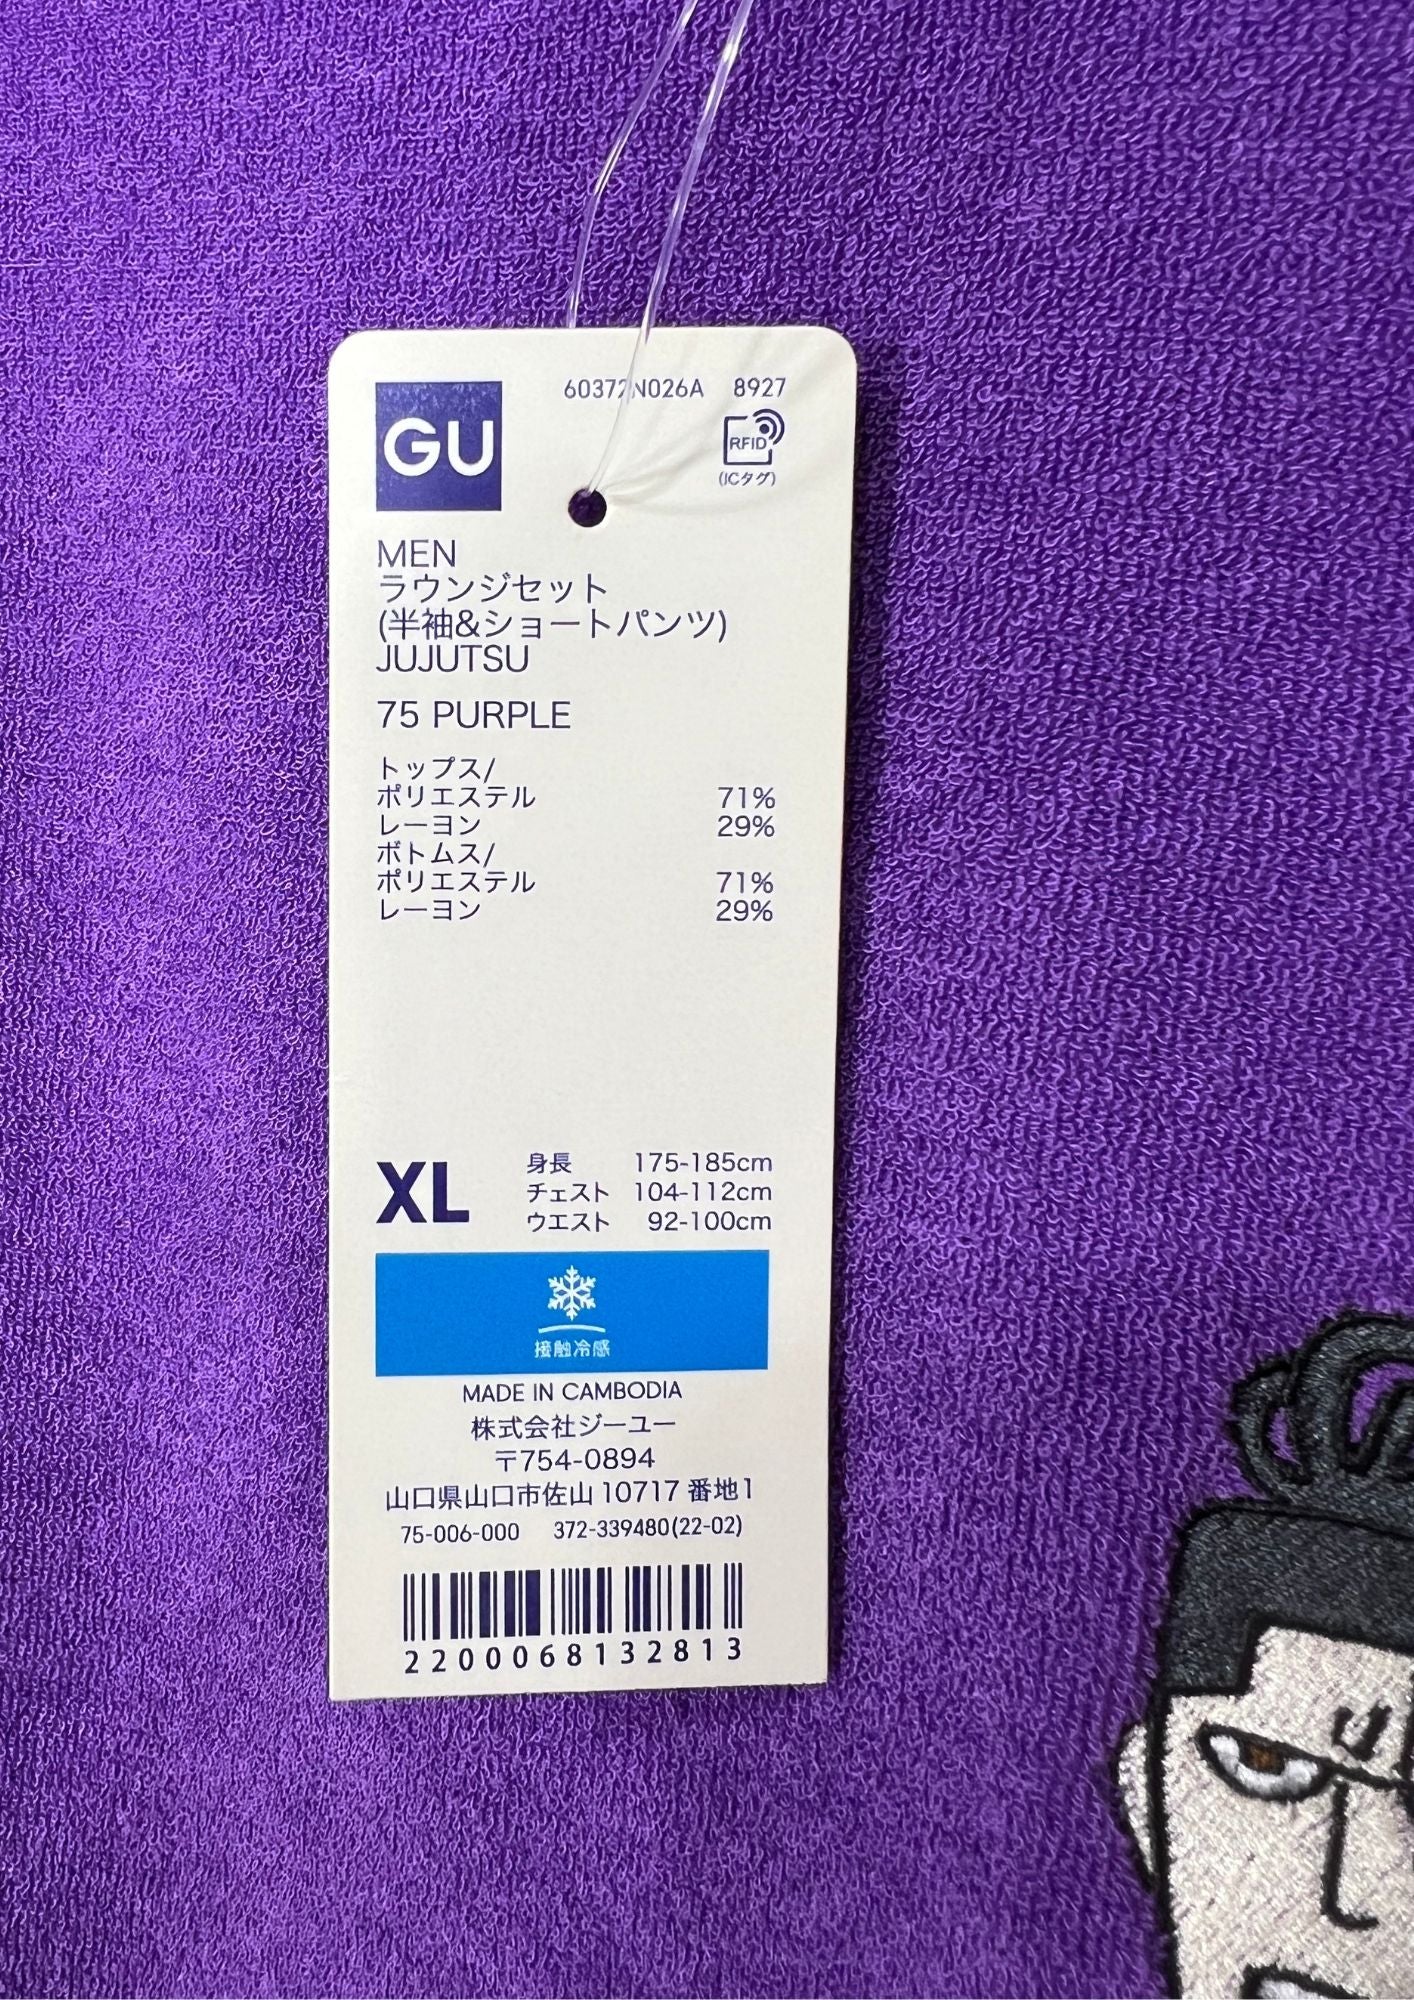 GU
60372N026A 8927
RFID
(ICタグ)
MEN
ラウンジセット
(半袖&ショートパンツ)
JUJUTSU
75 PURPLE
トップス/
ポリエステル 71%
レーヨン 29%
ボトムス/
ポリエステル 71%
レーヨン 29%
XL
身長 175-185cm
チェスト 104-112cm
ウエスト 92-100cm
接触冷感
MADE IN CAMBODIA
株式会社ジーユー
〒754-0894
山口県山口市佐山10717番地1
75-006-000 372-339480(22-02)
2200068132813